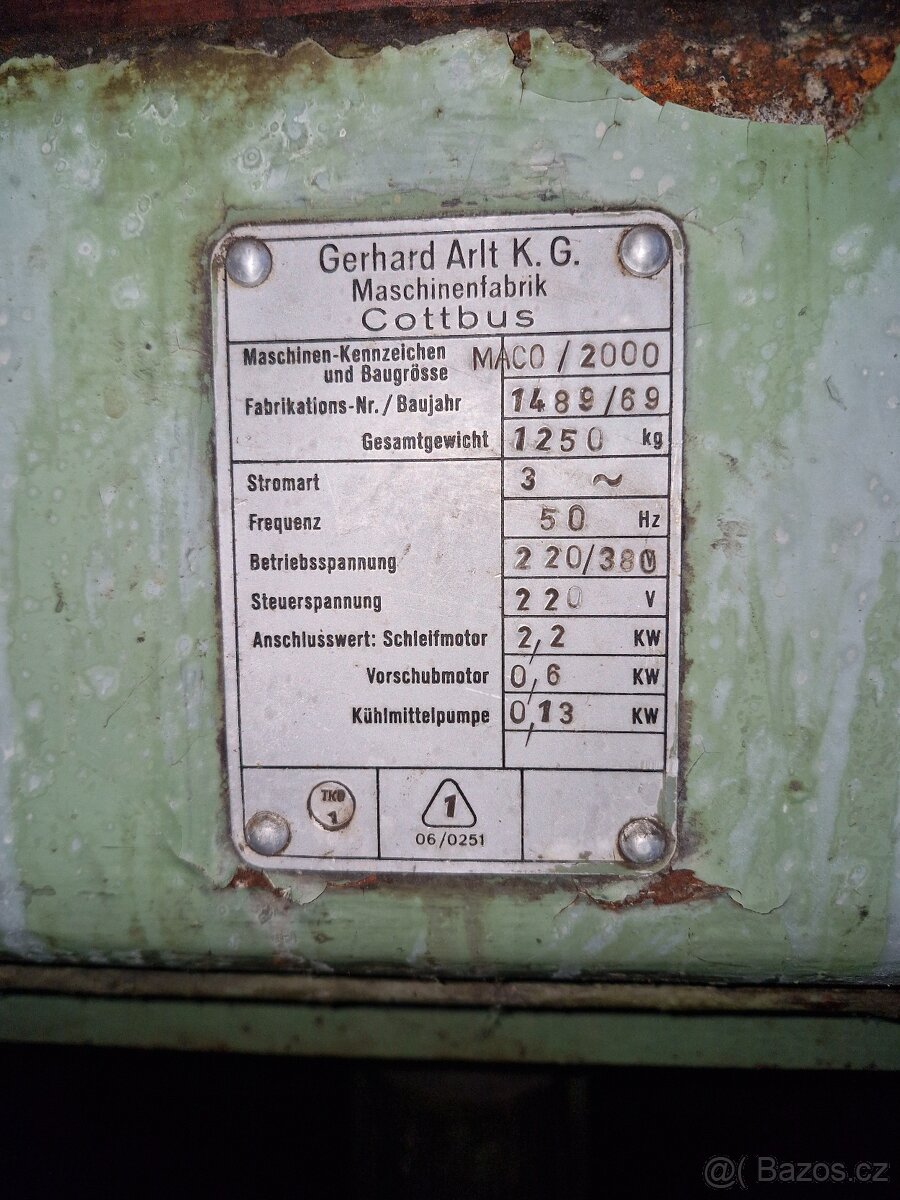 Gerhard Arlt K.G.
Maschinenfabrik
Cottbus
Maschinen-Kennzeichen und Baugrösse MACO/2000
Fabrikations-Nr./Baujahr 1489/69
Gesamtgewicht 1250 kg
Stromart 3 ~
Frequenz 50 Hz
Betriebsspannung 220/380 V
Steuerspannung 220 V
Anschlusswert: Schleifmotor 2,2 KW
Vorschubmotor 0,6 KW
Kühlmittelpumpe 0,13 KW
TKO 1
1
06/0251
@( Bazos.cz